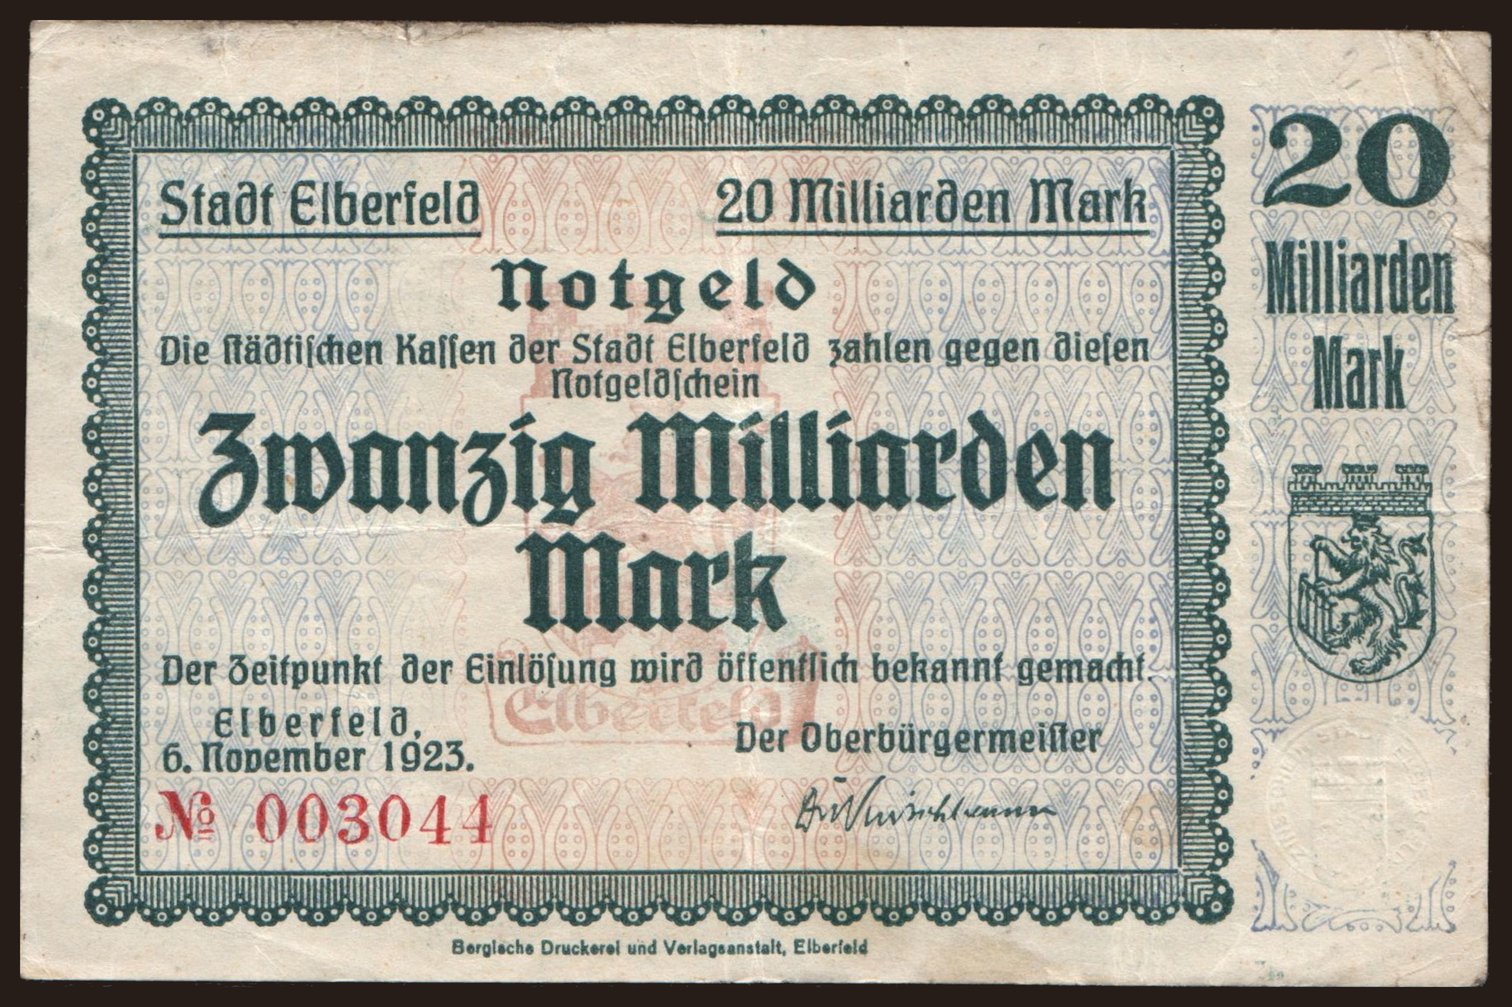 Stadt Elberfeld 20 Milliarden Mark
Notgeld
Die städtischen Kassen der Stadt Elberfeld zahlen gegen diesen
Notgeldschein
Zwanzig Milliarden
Mark
Der Zeitpunkt der Einlösung wird öffentlich bekannt gemacht.
Elberfeld,
6. November 1923.
Der Oberbürgermeister
№ 003044
Elberfeld
Bergische Druckerei und Verlagsanstalt, Elberfeld
20
Milliarden
Mark